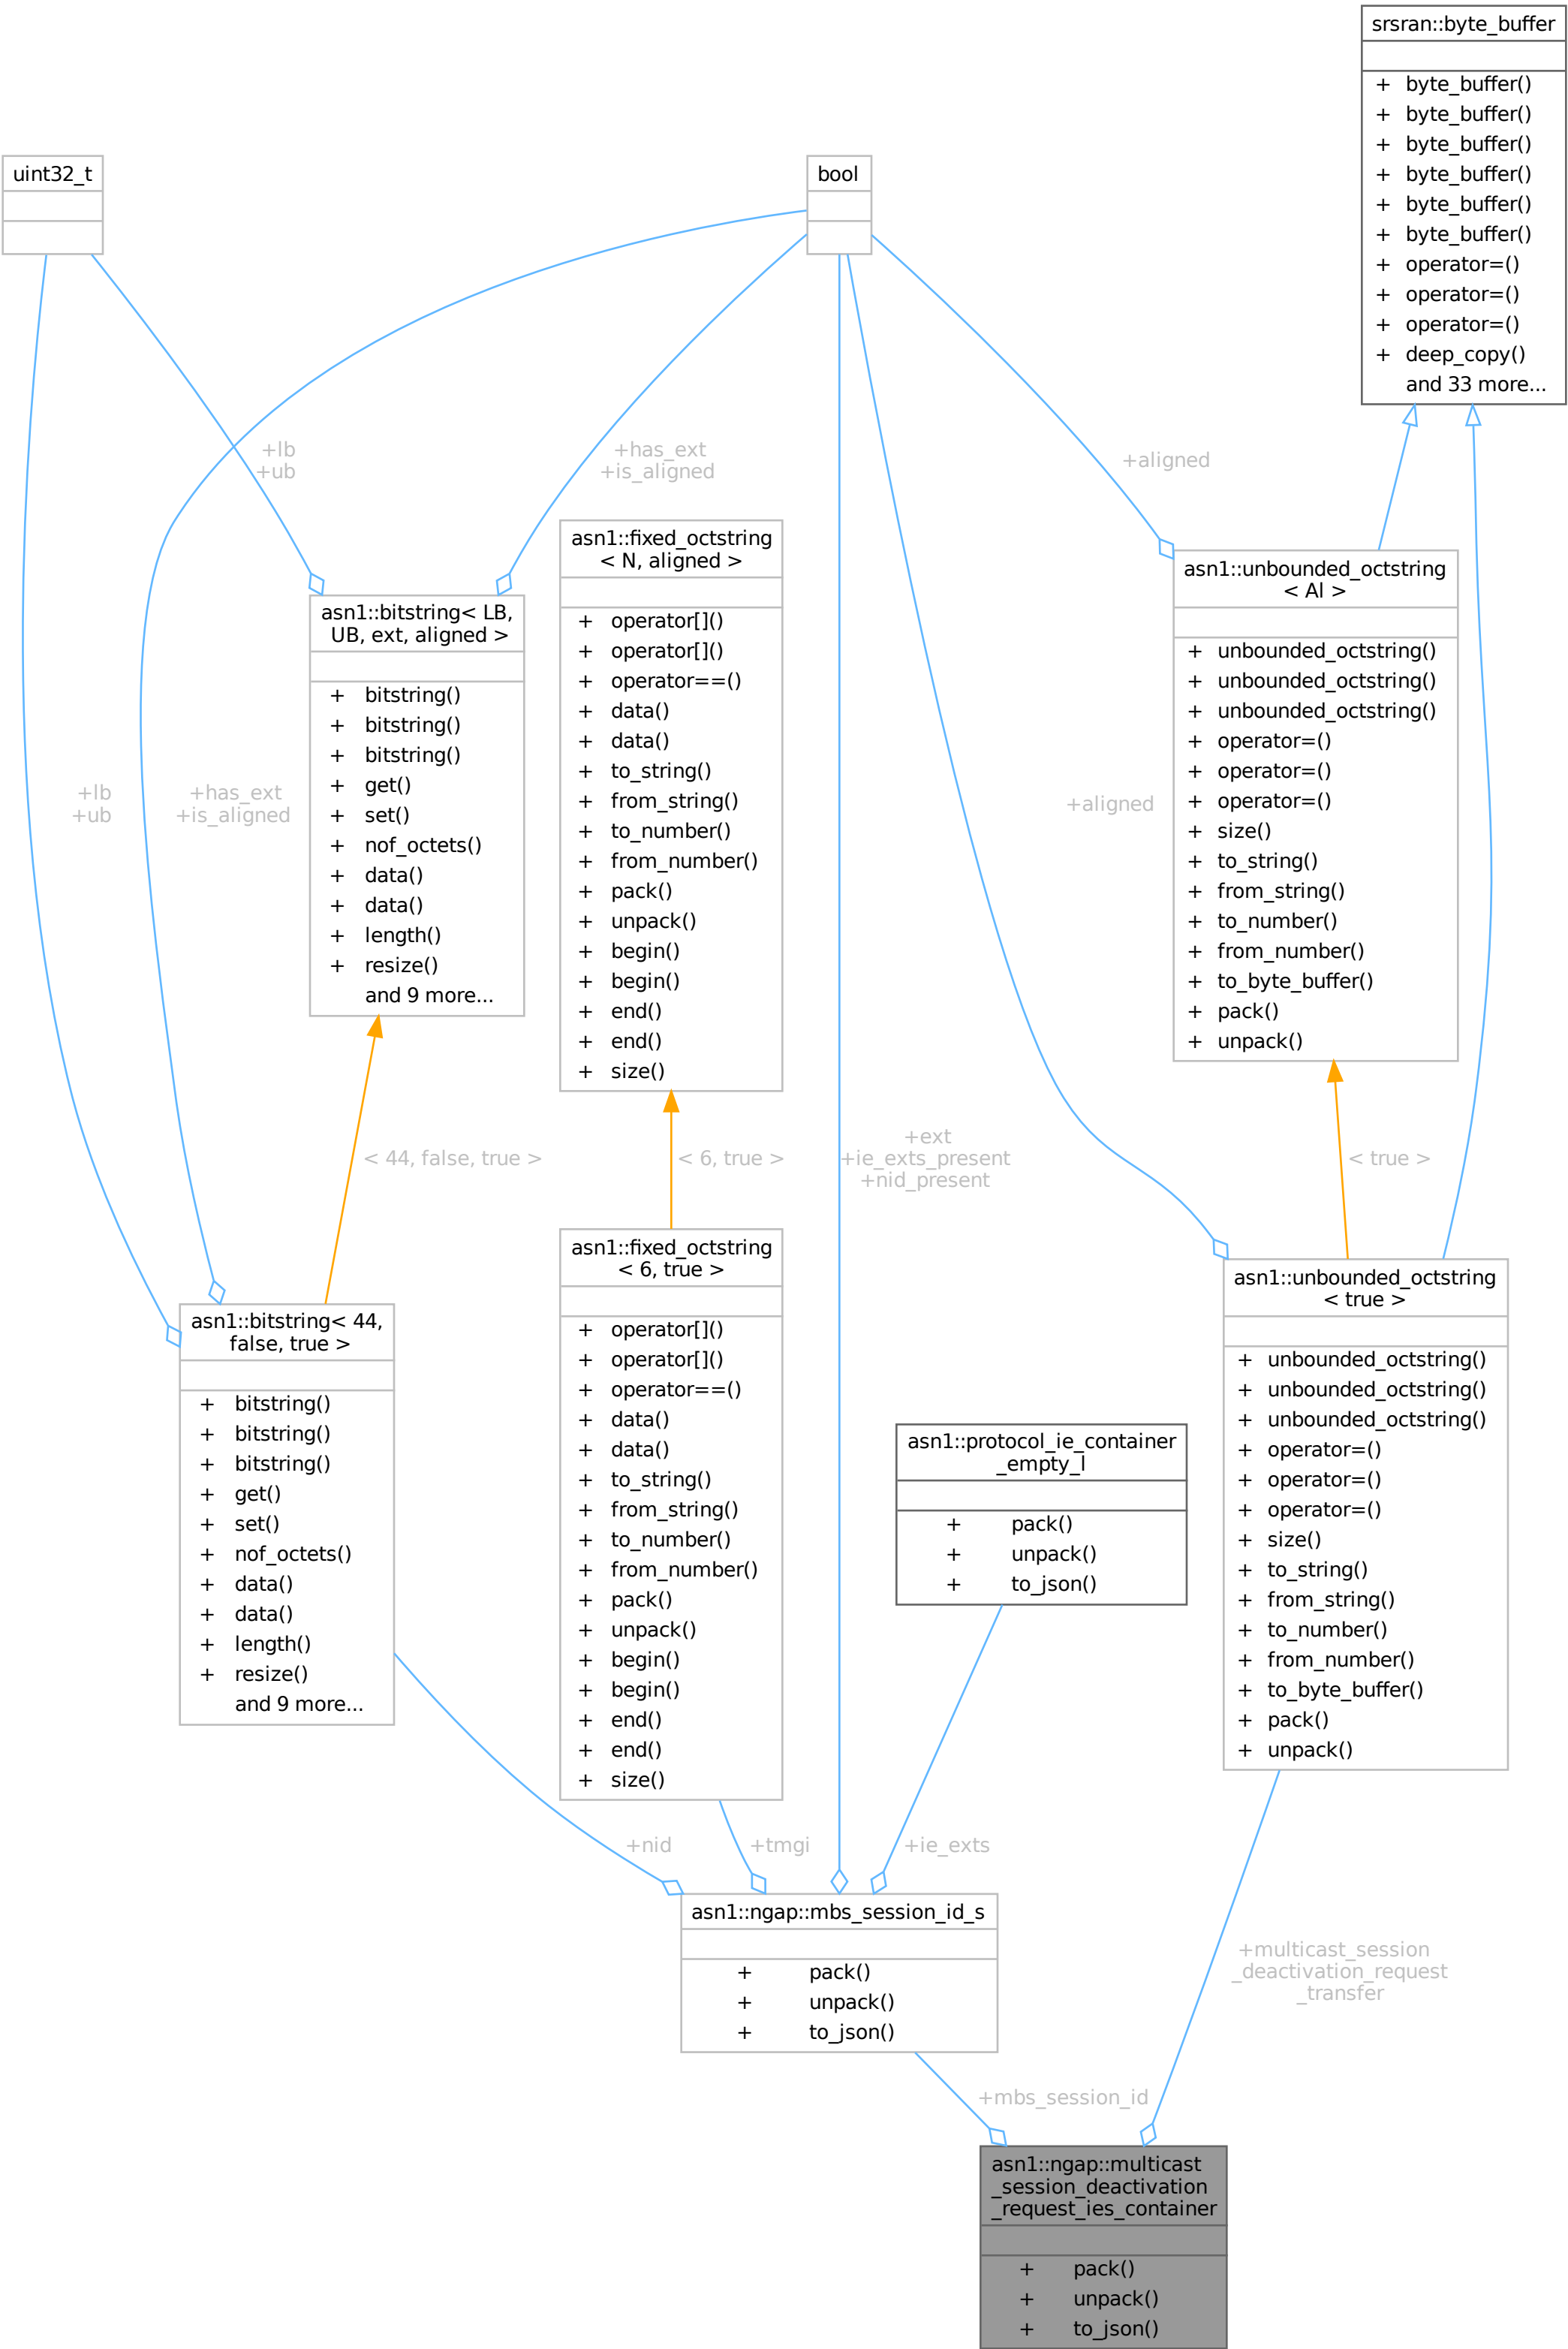 srsran::byte_buffer
+ byte_buffer()
+ byte_buffer()
+ byte_buffer()
+ byte_buffer()
+ byte_buffer()
+ byte_buffer()
+ operator=()
+ operator=()
+ operator=()
+ deep_copy()
and 33 more...
uint32_t
bool
+lb
+ub
+has_ext
+is_aligned
+aligned
asn1::bitstring< LB,
UB, ext, aligned >
+ bitstring()
+ bitstring()
+ bitstring()
+ get()
+ set()
+ nof_octets()
+ data()
+ data()
+ length()
+ resize()
and 9 more...
asn1::fixed_octstring
< N, aligned >
+ operator[]()
+ operator[]()
+ operator==()
+ data()
+ data()
+ to_string()
+ from_string()
+ to_number()
+ from_number()
+ pack()
+ unpack()
+ begin()
+ begin()
+ end()
+ end()
+ size()
asn1::unbounded_octstring
< Al >
+ unbounded_octstring()
+ unbounded_octstring()
+ unbounded_octstring()
+ operator=()
+ operator=()
+ operator=()
+ size()
+ to_string()
+ from_string()
+ to_number()
+ from_number()
+ to_byte_buffer()
+ pack()
+ unpack()
+lb
+ub
+has_ext
+is_aligned
+aligned
< 44, false, true >
< 6, true >
+ext
+ie_exts_present
+nid_present
< true >
asn1::bitstring< 44,
false, true >
+ bitstring()
+ bitstring()
+ bitstring()
+ get()
+ set()
+ nof_octets()
+ data()
+ data()
+ length()
+ resize()
and 9 more...
asn1::fixed_octstring
< 6, true >
+ operator[]()
+ operator[]()
+ operator==()
+ data()
+ data()
+ to_string()
+ from_string()
+ to_number()
+ from_number()
+ pack()
+ unpack()
+ begin()
+ begin()
+ end()
+ end()
+ size()
asn1::protocol_ie_container
_empty_l
+ pack()
+ unpack()
+ to_json()
asn1::unbounded_octstring
< true >
+ unbounded_octstring()
+ unbounded_octstring()
+ unbounded_octstring()
+ operator=()
+ operator=()
+ operator=()
+ size()
+ to_string()
+ from_string()
+ to_number()
+ from_number()
+ to_byte_buffer()
+ pack()
+ unpack()
+nid
+tmgi
+ie_exts
asn1::ngap::mbs_session_id_s
+ pack()
+ unpack()
+ to_json()
+multicast_session
_deactivation_request
_transfer
+mbs_session_id
asn1::ngap::multicast
_session_deactivation
_request_ies_container
+ pack()
+ unpack()
+ to_json()